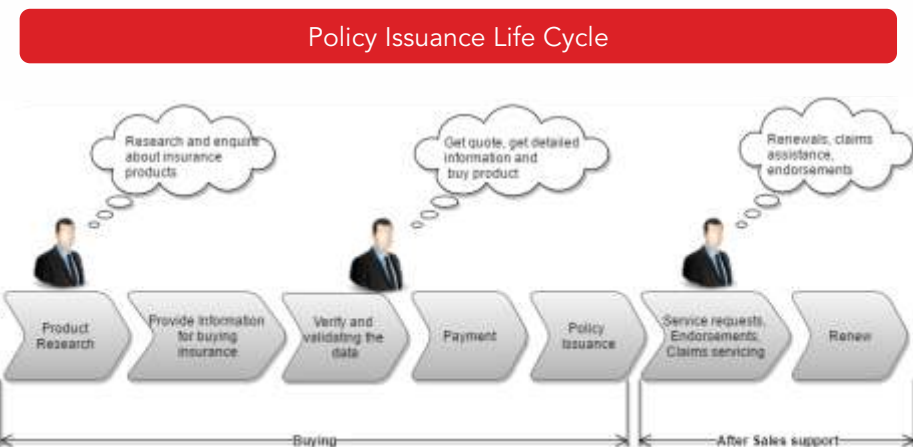 Policy Issuance Life Cycle
Research and enquire
about insurance
products
Get quote, get detailed
information and
buy product
Renewals, claims
assistance,
endorsements
Product
Research
Provide Information
for buying
insurance
Verify and
validating the
data
Payment
Policy
Issuance
Service requests,
Endorsements,
Claims servicing
Renew
Buying
After Sales support